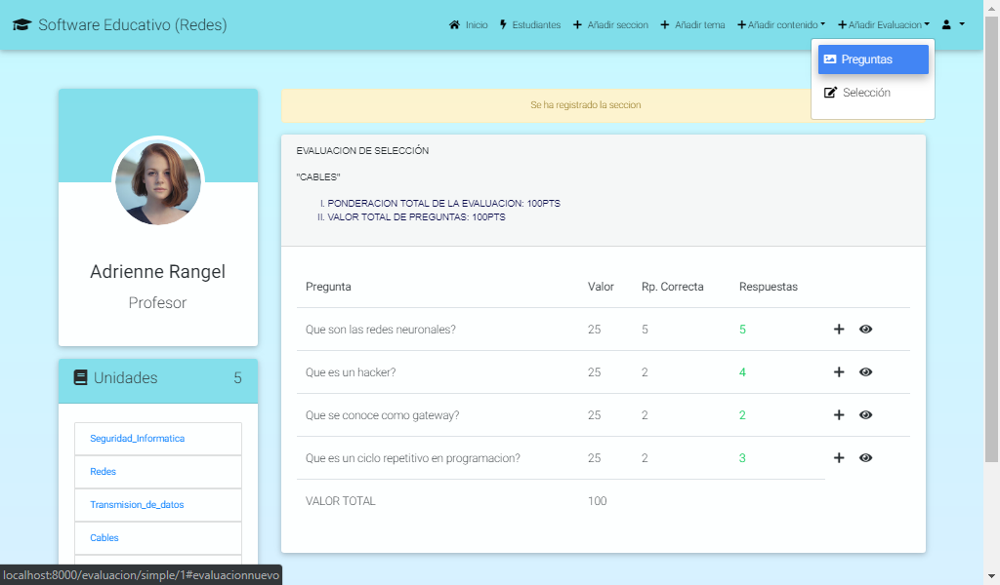 Software Educativo (Redes)
Inicio
Estudiantes
Añadir seccion
Añadir tema
Añadir contenido
Añadir Evaluacion
Preguntas
Selección
Se ha registrado la seccion
Adrienne Rangel
Profesor
Unidades 5
Seguridad_Informatica
Redes
Transmision_de_datos
Cables
EVALUACION DE SELECCIÓN
"CABLES"
I. PONDERACION TOTAL DE LA EVALUACION: 100PTS
II. VALOR TOTAL DE PREGUNTAS: 100PTS
Pregunta Valor Rp. Correcta Respuestas
Que son las redes neuronales? 25 5 5
Que es un hacker? 25 2 4
Que se conoce como gateway? 25 2 2
Que es un ciclo repetitivo en programacion? 25 2 3
VALOR TOTAL 100
localhost:8000/evaluacion/simple/1#evaluacionnuevo